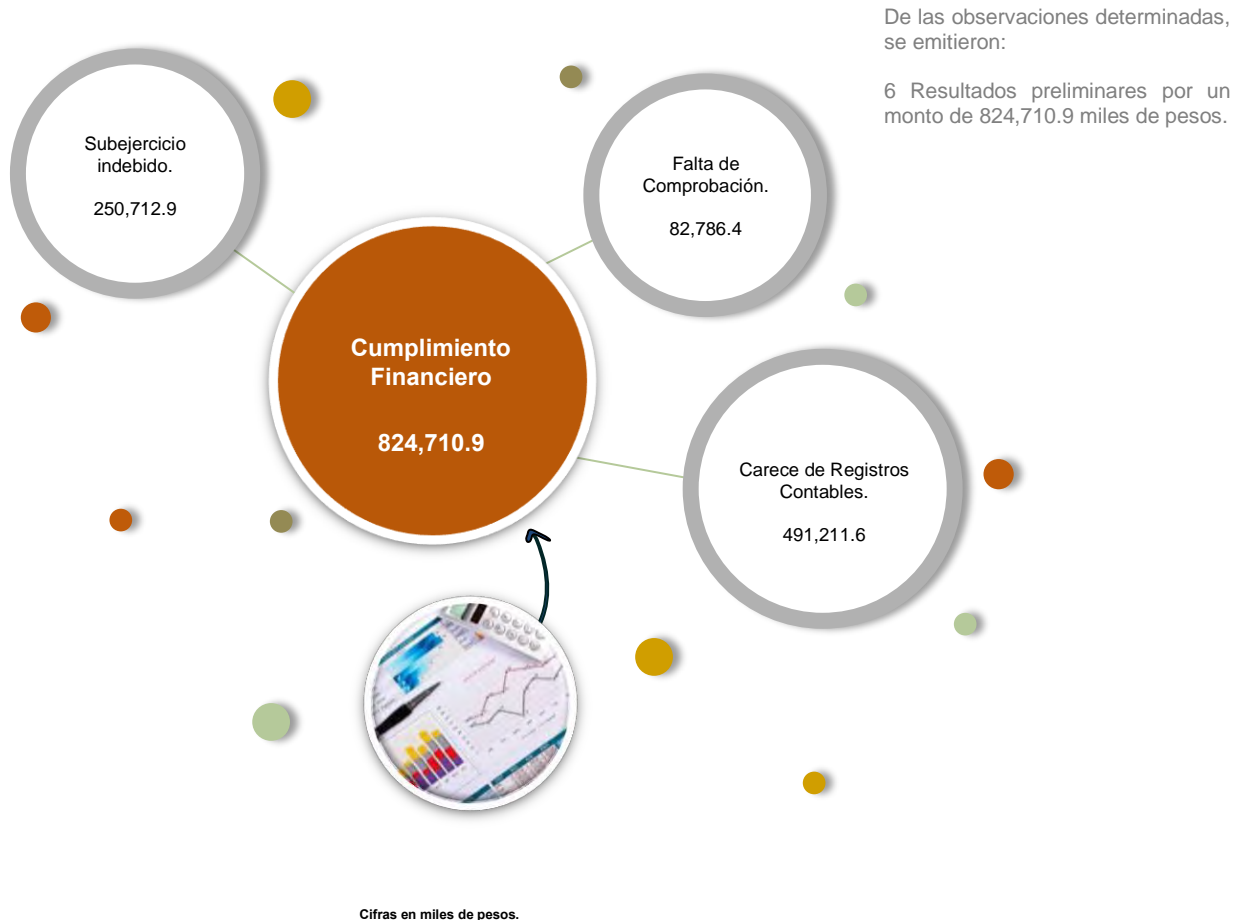 De las observaciones determinadas,
se emitieron:
6 Resultados preliminares por un
monto de 824,710.9 miles de pesos.
Subejercicio
indebido.
250,712.9
Falta de
Comprobación.
82,786.4
Cumplimiento
Financiero
824,710.9
Carece de Registros
Contables.
491,211.6
Cifras en miles de pesos.